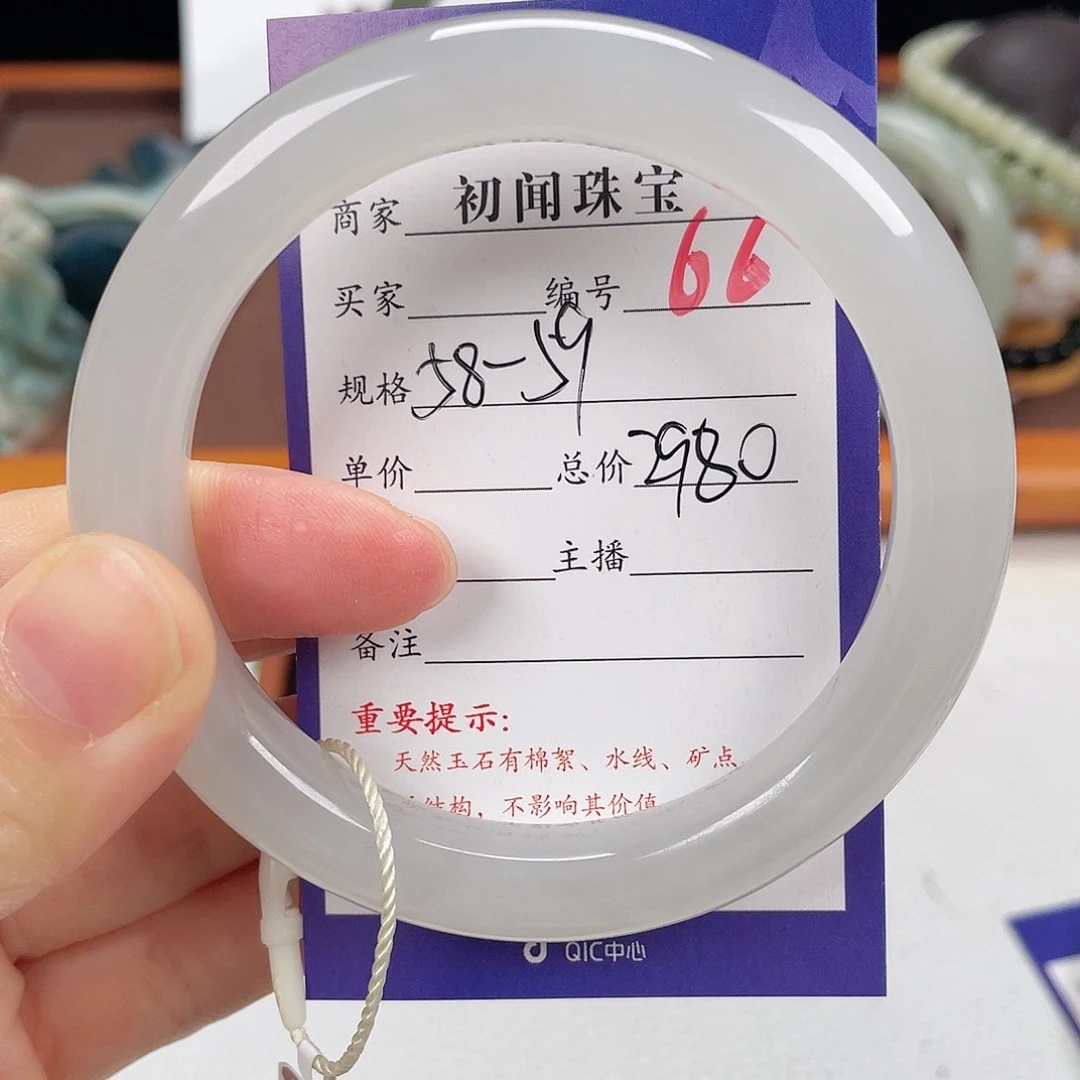 商家 初闻珠宝
买家 编号 66
规格 58-59
单价 总价 2980
主播
备注
重要提示:
天然玉石有棉絮、水线、矿点
结构，不影响其价值
QIC中心